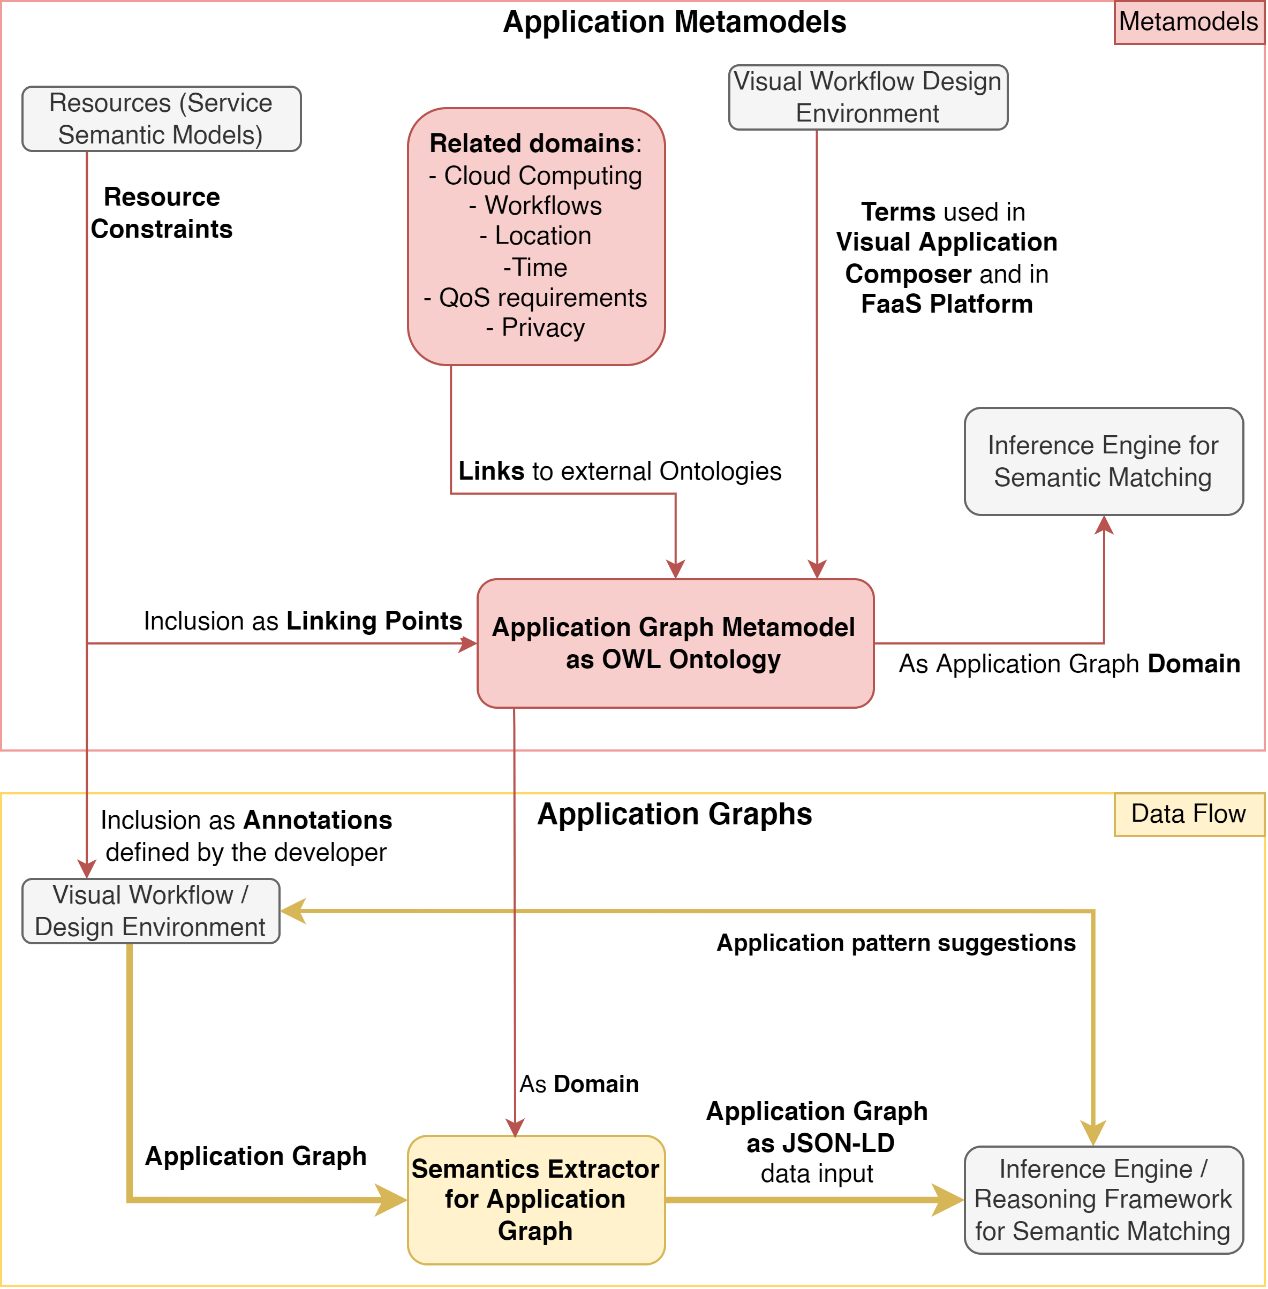 Application Metamodels
Metamodels
Resources (Service
Semantic Models)
Related domains:
- Cloud Computing
- Workflows
- Location
-Time
- QoS requirements
- Privacy
Visual Workflow Design
Environment
Resource
Constraints
Terms used in
Visual Application
Composer and in
FaaS Platform
Inference Engine for
Semantic Matching
Links to external Ontologies
Inclusion as Linking Points
Application Graph Metamodel
as OWL Ontology
As Application Graph Domain
Application Graphs
Data Flow
Inclusion as Annotations
defined by the developer
Visual Workflow /
Design Environment
Application pattern suggestions
As Domain
Application Graph
Application Graph
as JSON-LD
data input
Semantics Extractor
for Application
Graph
Inference Engine /
Reasoning Framework
for Semantic Matching